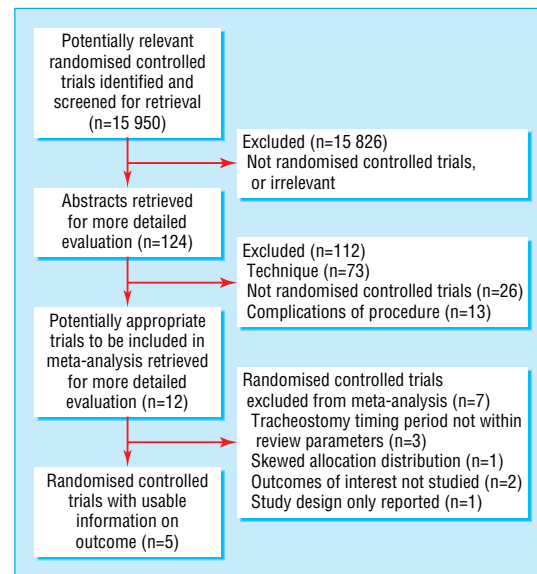 Potentially relevant
randomised controlled
trials identified and
screened for retrieval
(n=15 950)
Excluded (n=15 826)
Not randomised controlled trials,
or irrelevant
Abstracts retrieved
for more detailed
evaluation (n=124)
Excluded (n=112)
Technique (n=73)
Not randomised controlled trials (n=26)
Complications of procedure (n=13)
Potentially appropriate
trials to be included in
meta-analysis retrieved
for more detailed
evaluation (n=12)
Randomised controlled trials
excluded from meta-analysis (n=7)
Tracheostomy timing period not within
review parameters (n=3)
Skewed allocation distribution (n=1)
Outcomes of interest not studied (n=2)
Study design only reported (n=1)
Randomised controlled
trials with usable
information on
outcome (n=5)